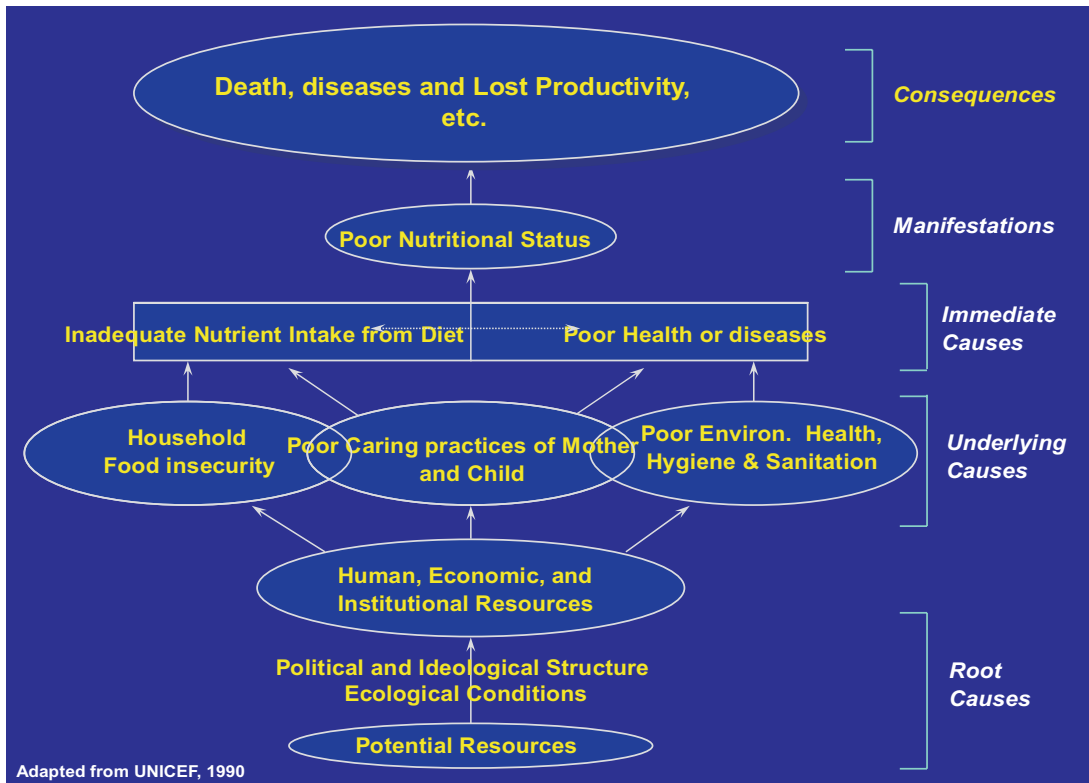 Death, diseases and Lost Productivity,
etc.
Consequences
Poor Nutritional Status
Manifestations
Inadequate Nutrient Intake from Diet
Poor Health or diseases
Immediate
Causes
Household
Food insecurity
Poor Caring practices of Mother
and Child
Poor Environ. Health,
Hygiene & Sanitation
Underlying
Causes
Human, Economic, and
Institutional Resources
Political and Ideological Structure
Ecological Conditions
Potential Resources
Root
Causes
Adapted from UNICEF, 1990